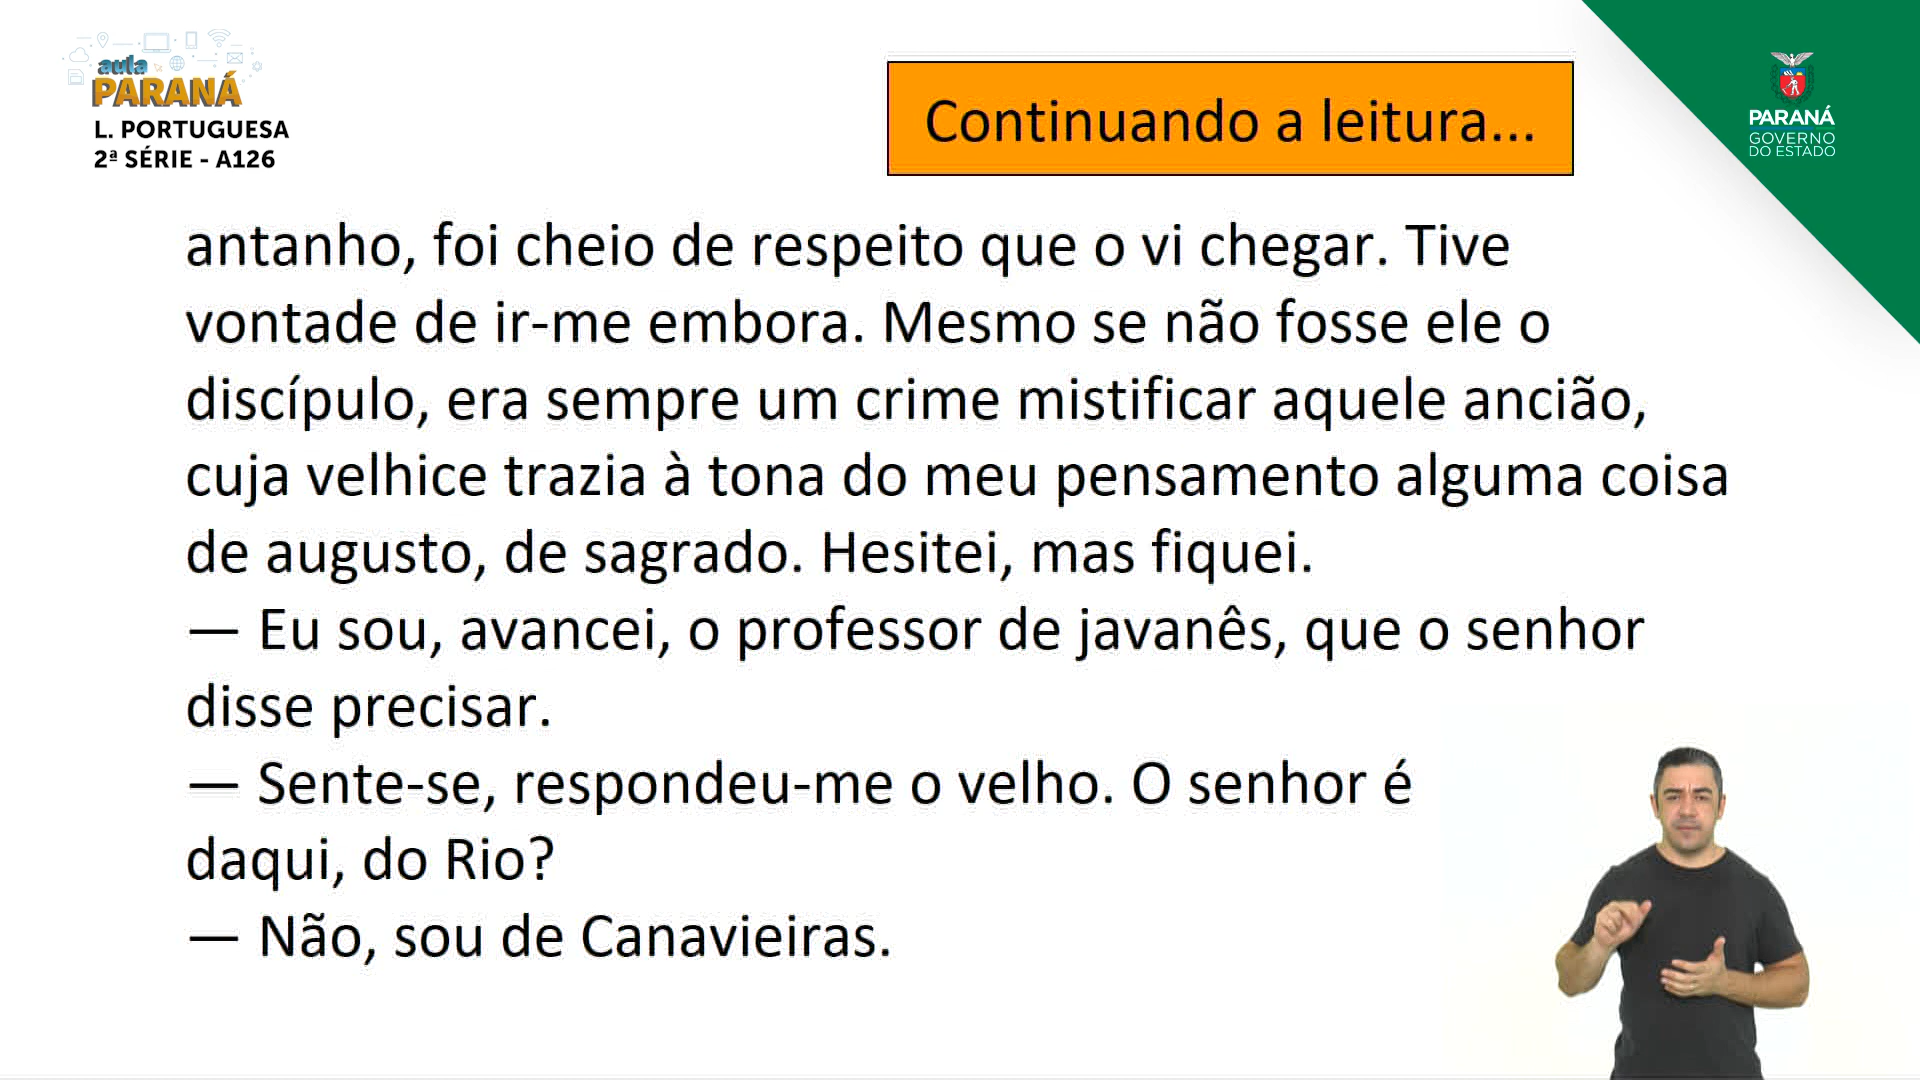 aula
PARANÁ
L. PORTUGUESA
2ª SÉRIE - A126
Continuando a leitura...
PARANÁ
GOVERNO
DO ESTADO
antanho, foi cheio de respeito que o vi chegar. Tive
vontade de ir-me embora. Mesmo se não fosse ele o
discípulo, era sempre um crime mistificar aquele ancião,
cuja velhice trazia à tona do meu pensamento alguma coisa
de augusto, de sagrado. Hesitei, mas fiquei.
— Eu sou, avancei, o professor de javanês, que o senhor
disse precisar.
— Sente-se, respondeu-me o velho. O senhor é
daqui, do Rio?
— Não, sou de Canavieiras.